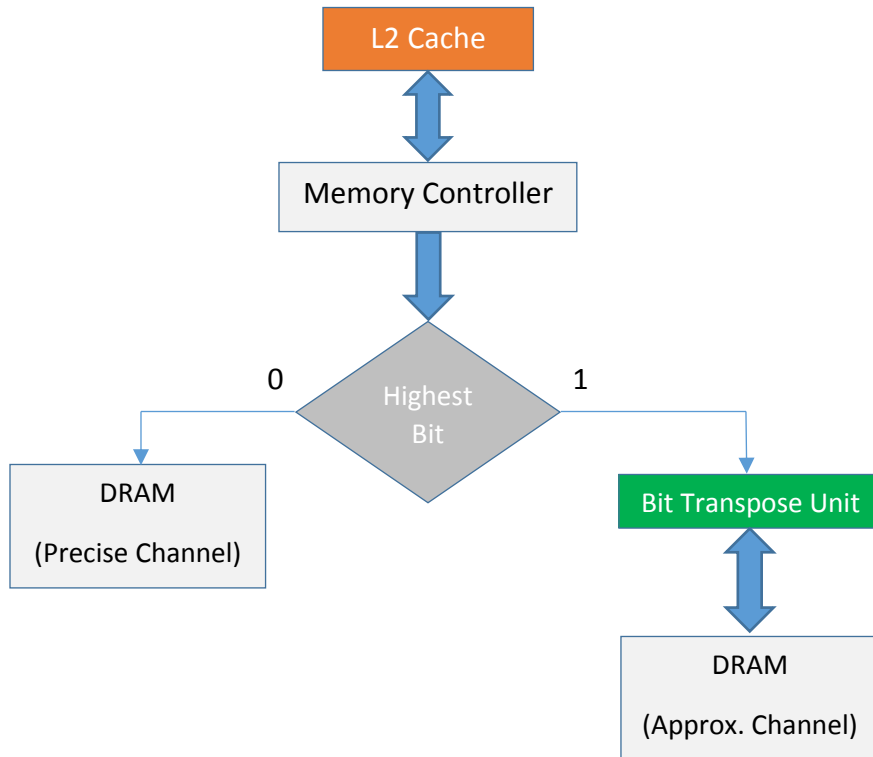 L2 Cache
Memory Controller
0
1
Highest
Bit
DRAM
(Precise Channel)
Bit Transpose Unit
DRAM
(Approx. Channel)